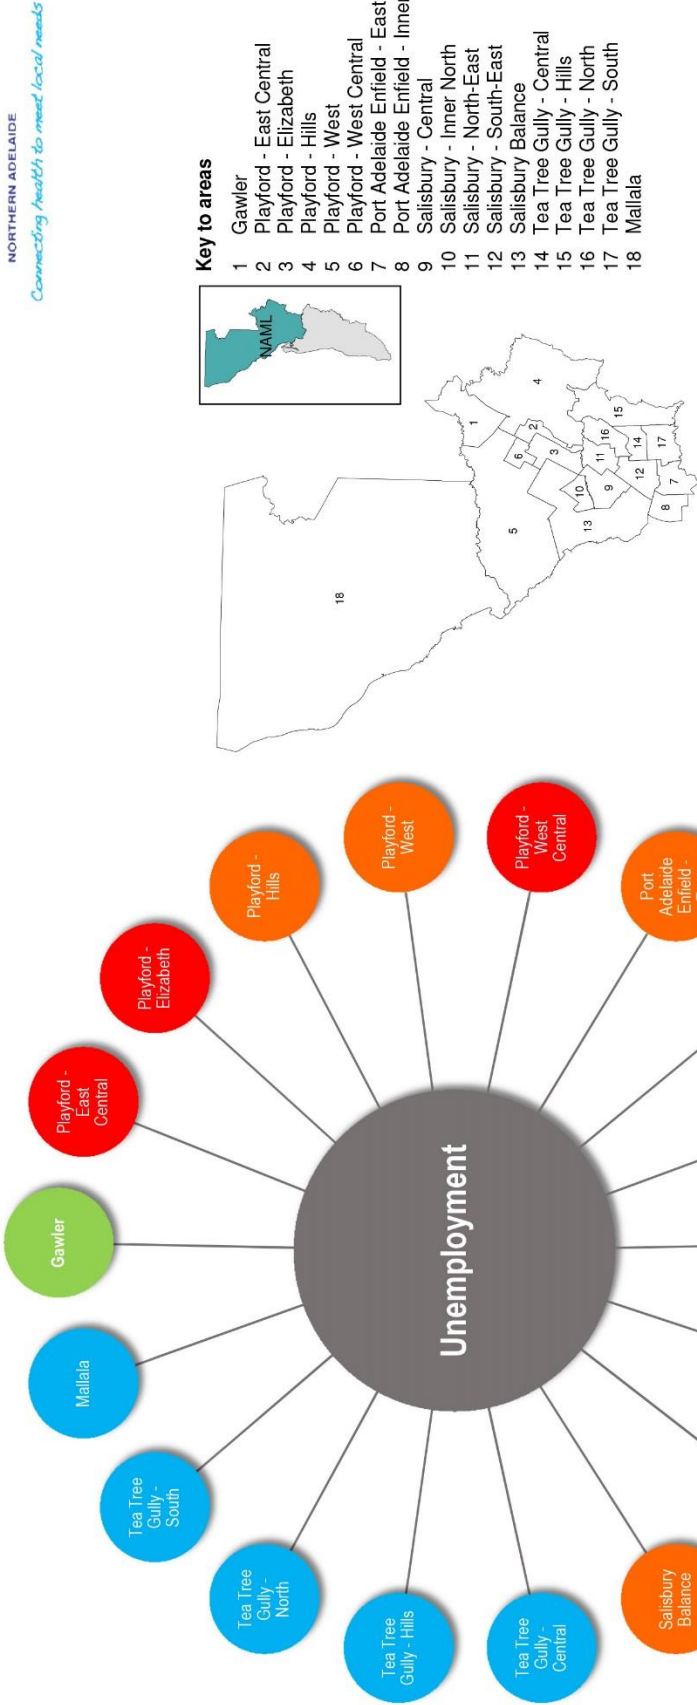 NORTHERN ADELAIDE
Connecting health to meet local needs
Key to areas
1 Gawler
2 Playford - East Central
3 Playford - Elizabeth
4 Playford - Hills
5 Playford - West
6 Playford - West Central
7 Port Adelaide Enfield - East
8 Port Adelaide Enfield - Inner
9 Salisbury - Central
10 Salisbury - Inner North
11 Salisbury - North-East
12 Salisbury - South-East
13 Salisbury Balance
14 Tea Tree Gully - Central
15 Tea Tree Gully - Hills
16 Tea Tree Gully - North
17 Tea Tree Gully - South
18 Mallala
NAML
18
1
4
2
6
3
5
15
16
11
14
17
10
9
12
13
7
8
Gawler
Playford -
East
Central
Playford -
Elizabeth
Playford -
Hills
Playford -
West
Playford -
West
Central
Port
Adelaide
Enfield -
Unemployment
Mallala
Tea Tree
Gully -
South
Tea Tree
Gully -
North
Tea Tree
Gully - Hills
Tea Tree
Gully -
Central
Salisbury
Balance